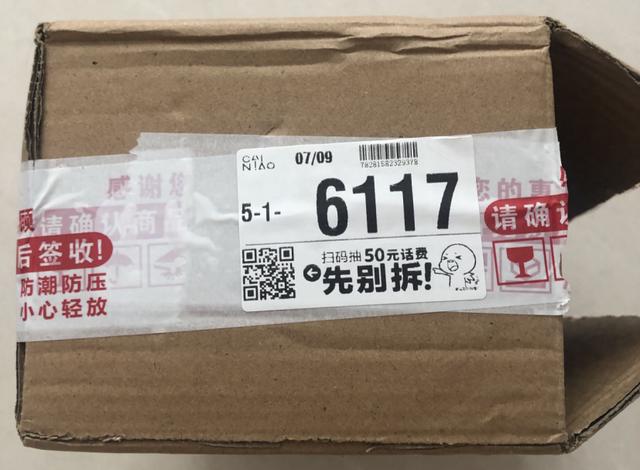 CAI
NIAO
07/09
78281582329378
5-1-
6117
扫码抽50元话费
先别拆!
感谢您
请确认商品
后签收!
防潮防压
小心轻放
您的惠
请确认